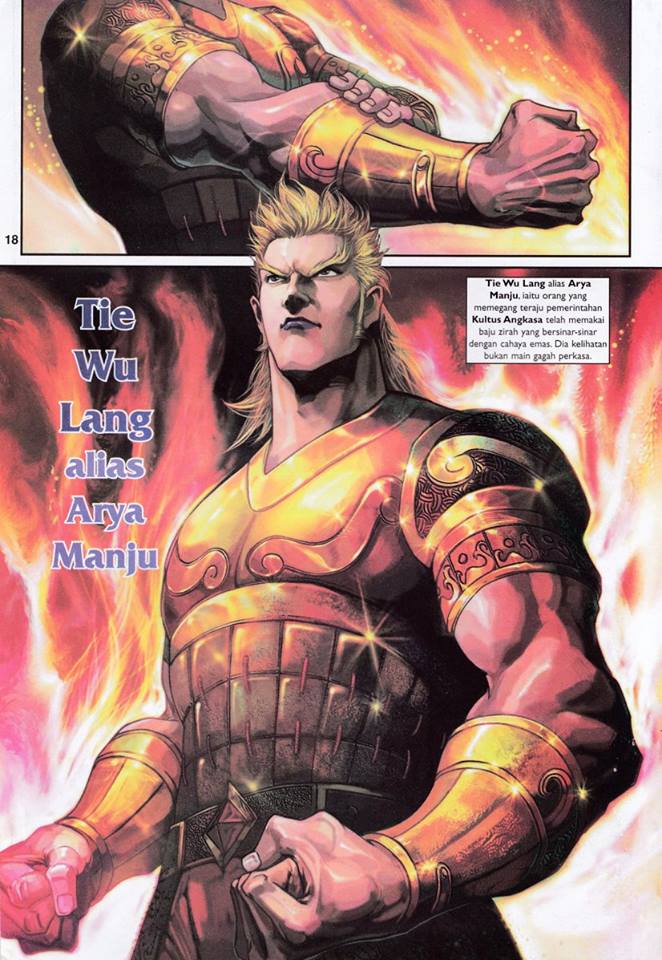 18
Tie
Wu
Lang
alias
Arya
Manju
Tie Wu Lang alias Arya
Manju, iaitu orang yang
memegang teraju pemerintahan
Kultus Angkasa telah memakai
baju zirah yang bersinar-sinar
dengan cahaya emas. Dia kelihatan
bukan main gagah perkasa.